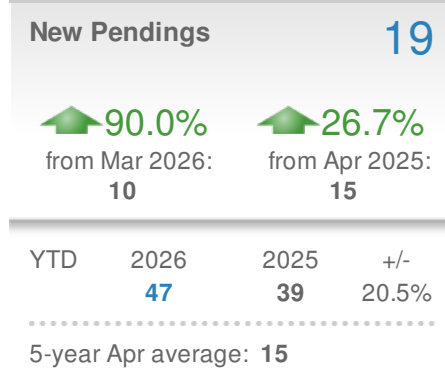 New Pendings 19
90.0% 26.7%
from Mar 2026: from Apr 2025:
10 15
YTD 2026 2025 +/-
47 39 20.5%
5-year Apr average: 15